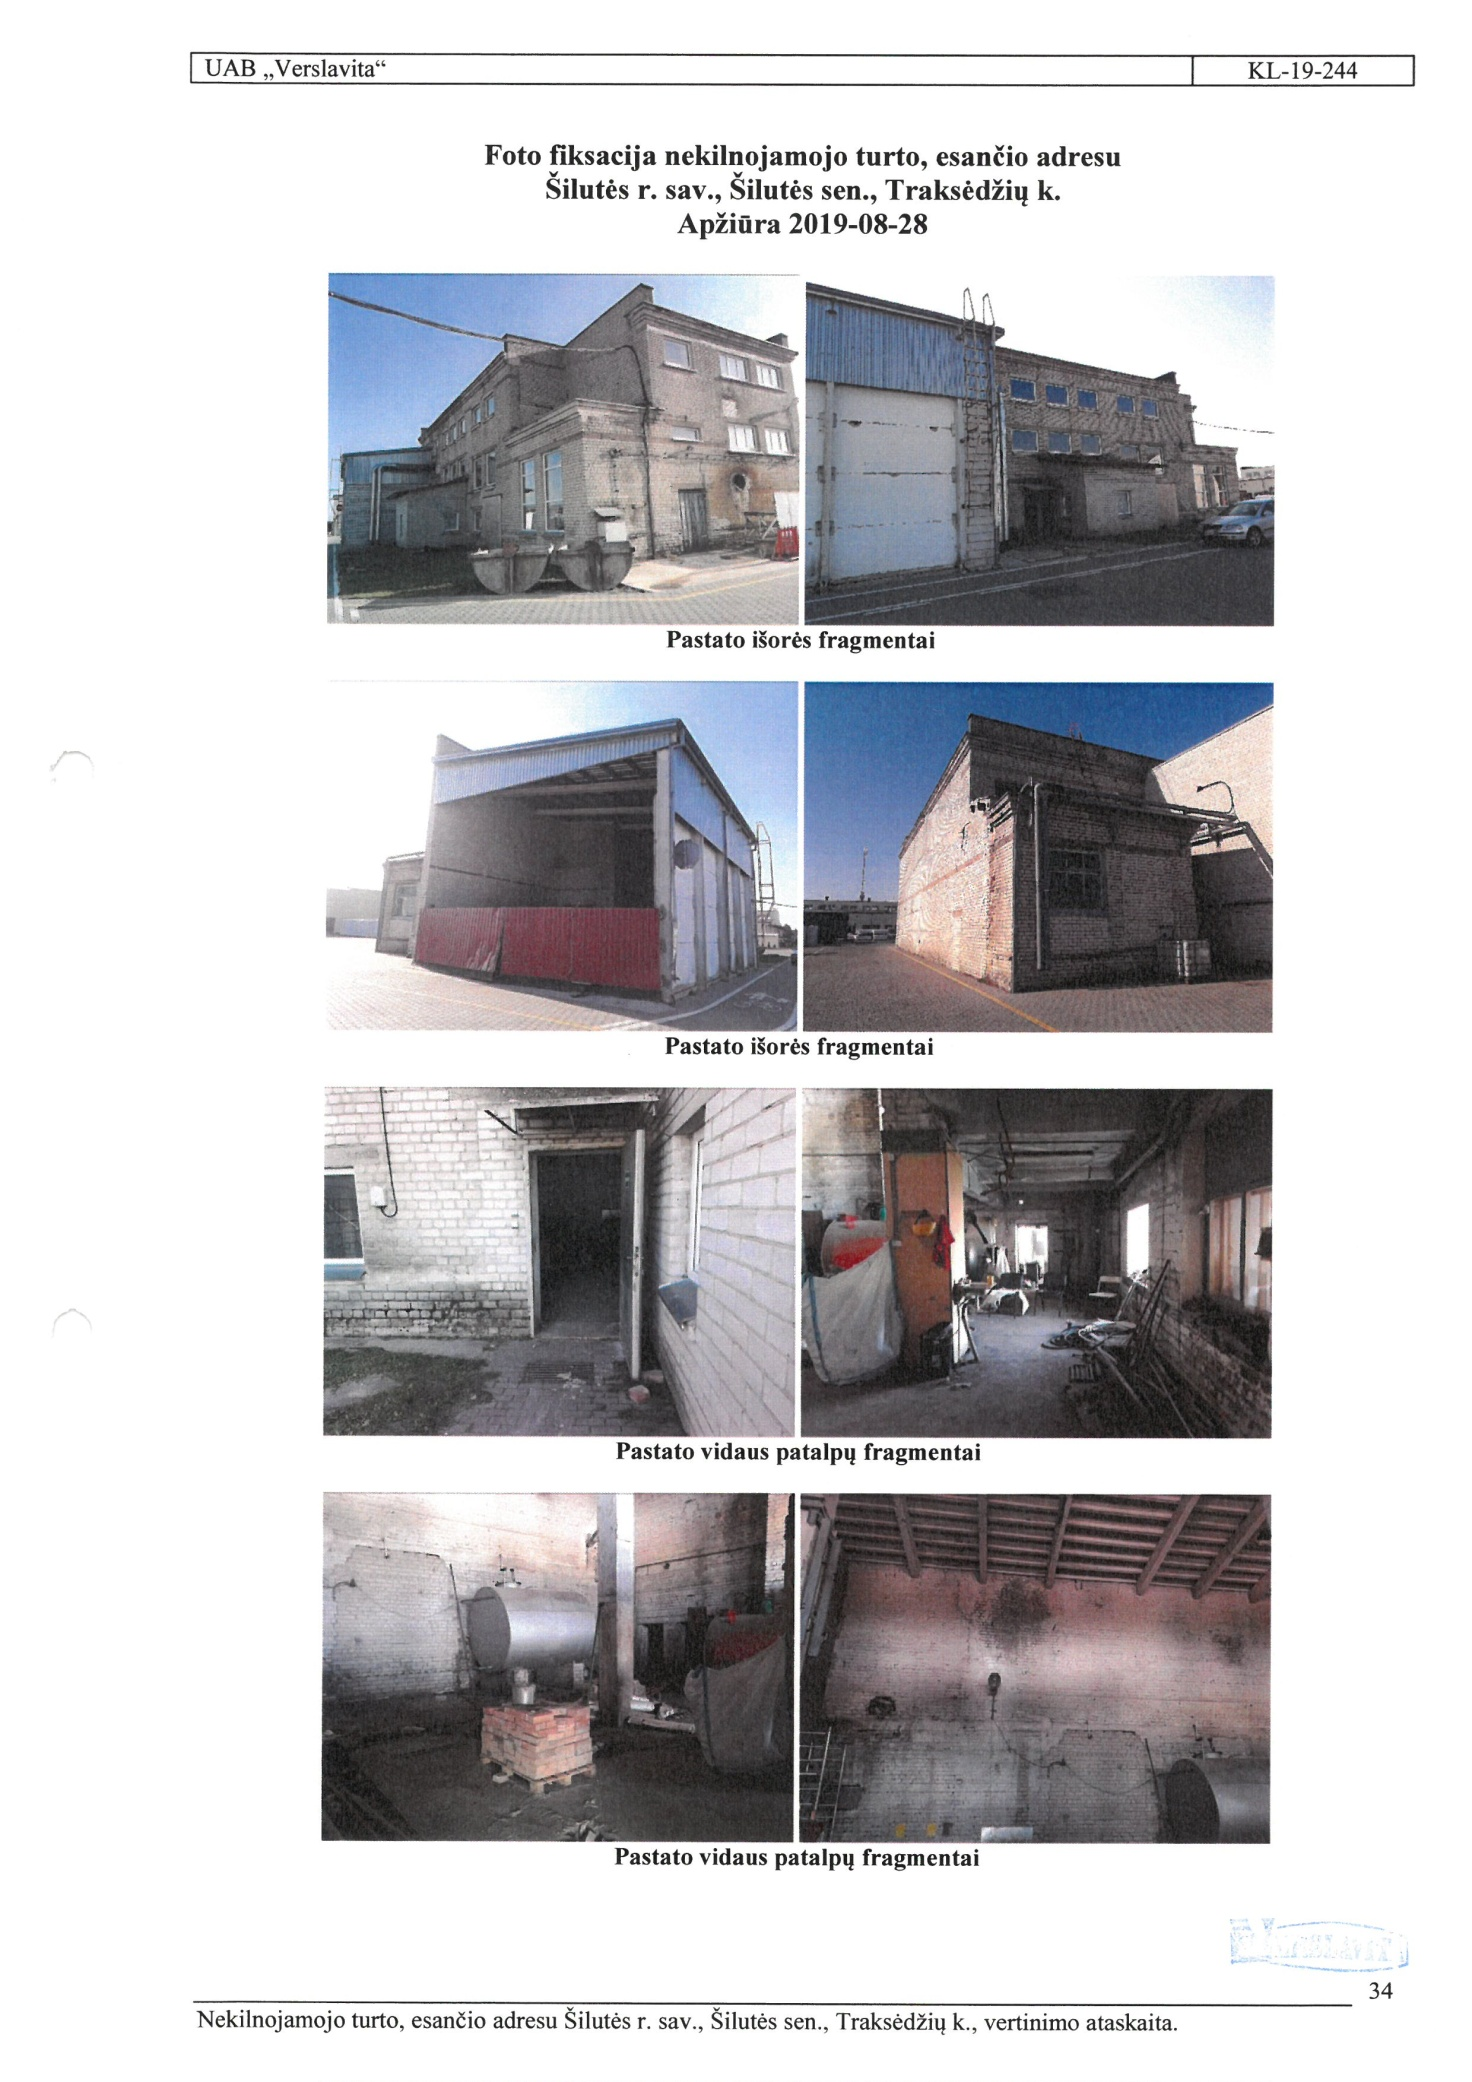 UAB „Verslavita“
KL-19-244
Foto fiksacija nekilnojamojo turto, esančio adresu
Šilutės r. sav., Šilutės sen., Traksėdžių k.
Apžiūra 2019-08-28
Pastato išorės fragmentai
Pastato išorės fragmentai
Pastato vidaus patalpų fragmentai
Pastato vidaus patalpų fragmentai
34
Nekilnojamojo turto, esančio adresu Šilutės r. sav., Šilutės sen., Traksėdžių k., vertinimo ataskaita.